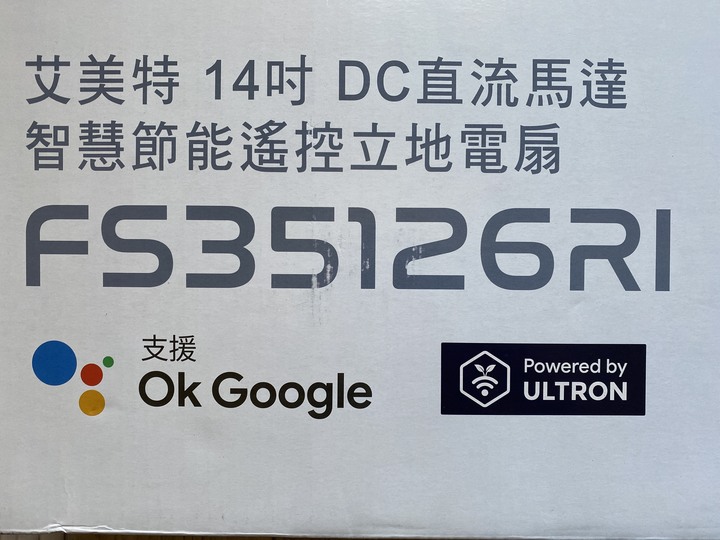 艾美特 14吋 DC直流馬達
智慧節能遙控立地電扇
FS35126RI
支援
Ok Google
Powered by
ULTRON